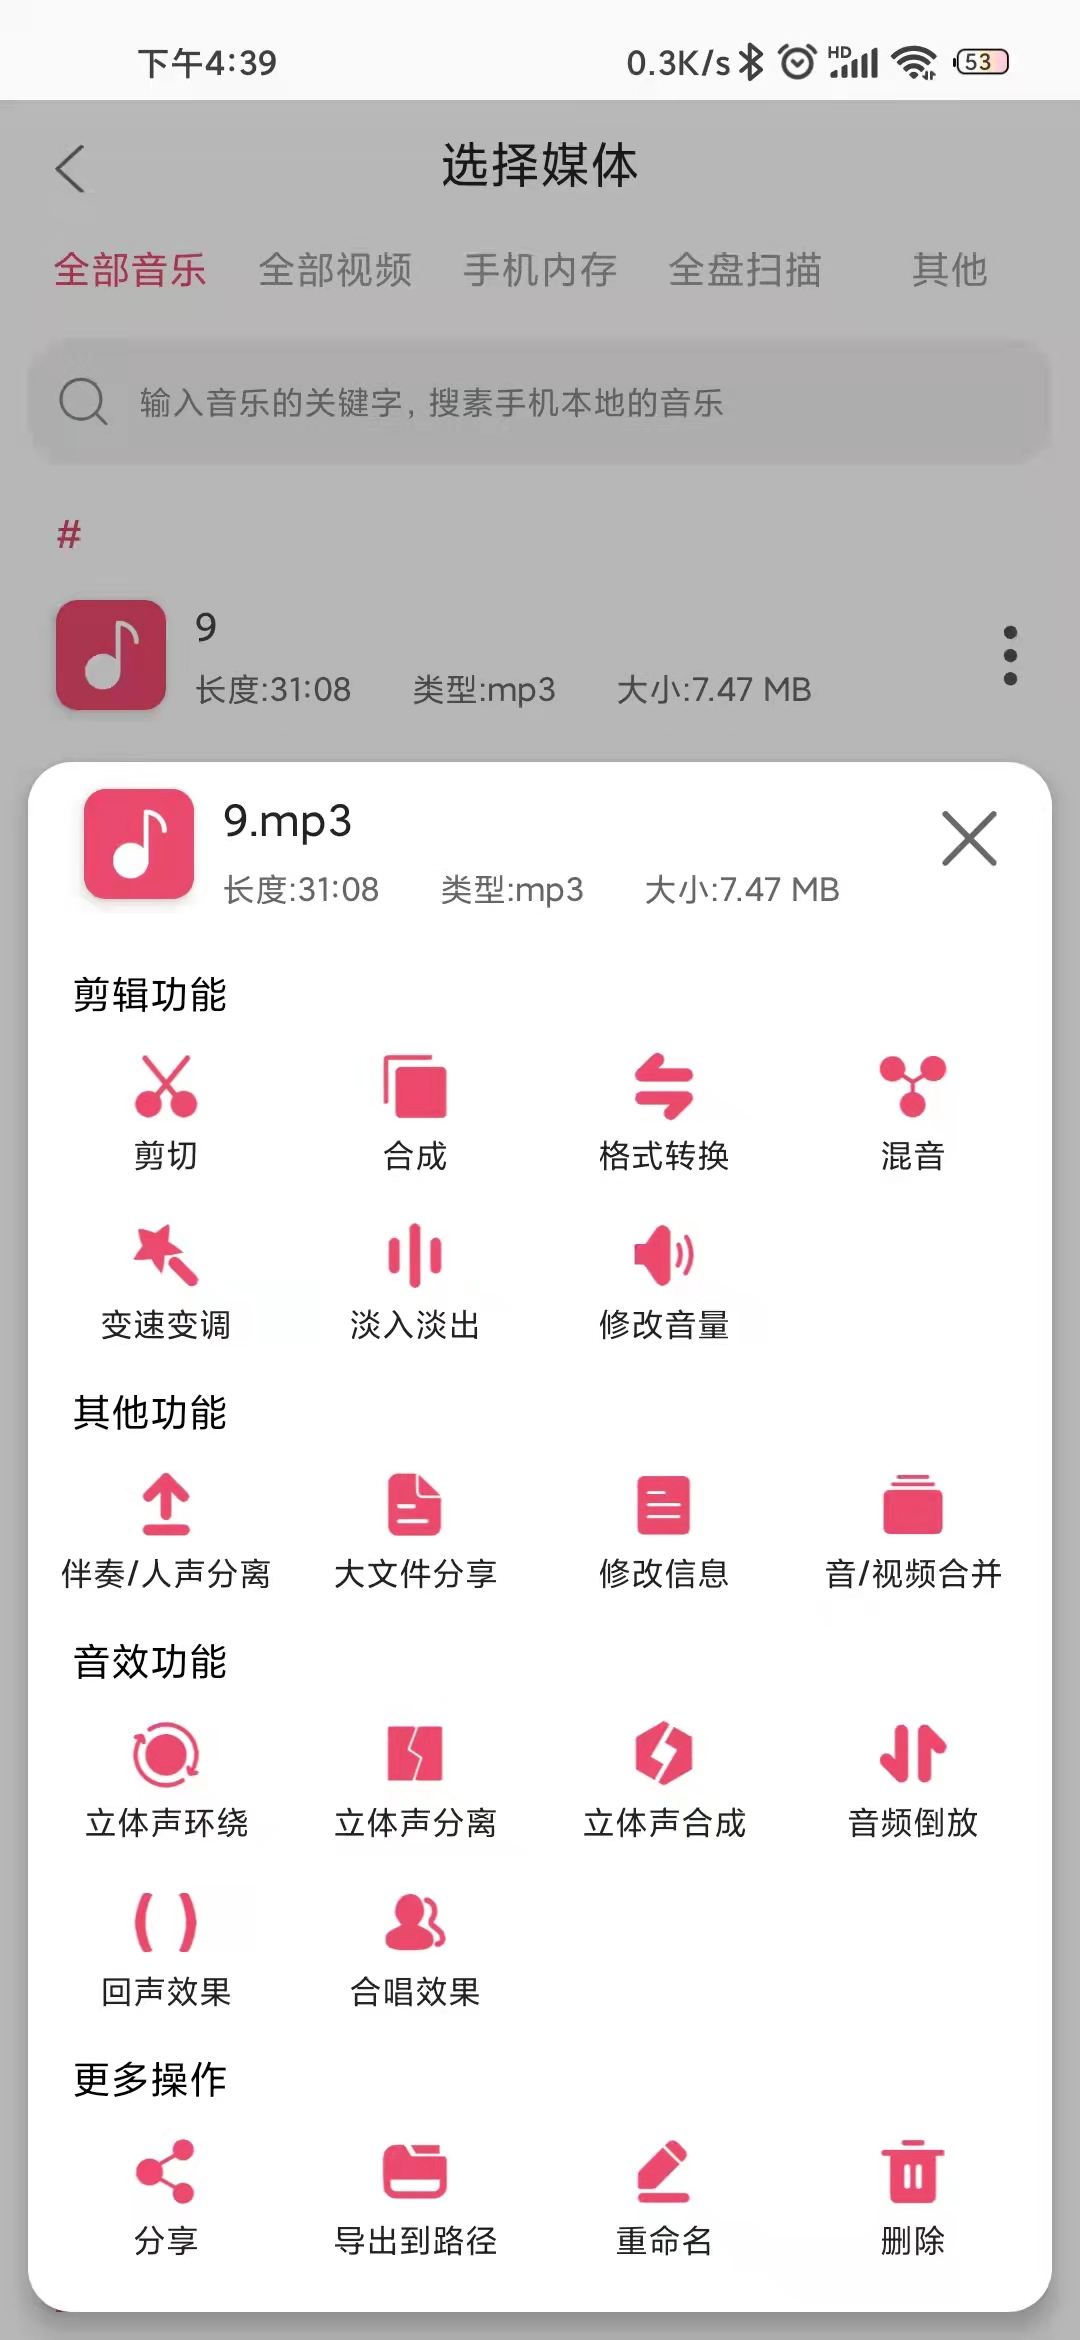 下午4:39
0.3K/s HD 53
选择媒体
全部音乐 全部视频 手机内存 全盘扫描 其他
输入音乐的关键字,搜素手机本地的音乐
#
9
长度:31:08 类型:mp3 大小:7.47 MB
9.mp3
长度:31:08 类型:mp3 大小:7.47 MB
剪辑功能
剪切 合成 格式转换 混音
变速变调 淡入淡出 修改音量
其他功能
伴奏/人声分离 大文件分享 修改信息 音/视频合并
音效功能
立体声环绕 立体声分离 立体声合成 音频倒放
回声效果 合唱效果
更多操作
分享 导出到路径 重命名 删除